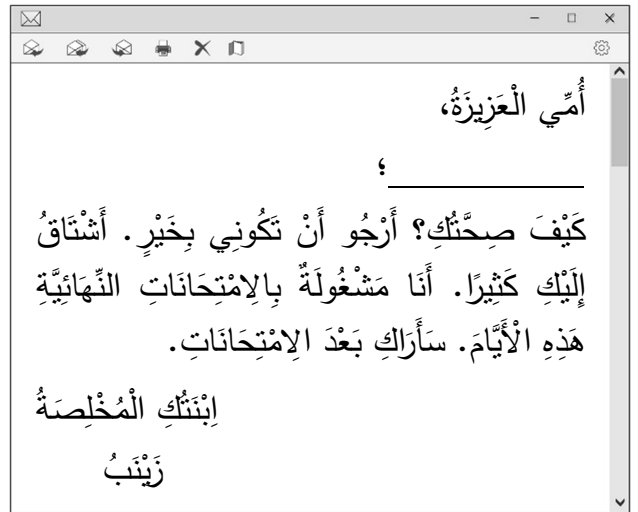 أُمِّي الْعَزِيزَةُ،
____________؛
كَيْفَ صِحَّتُكِ؟ أَرْجُو أَنْ تَكُونِي بِخَيْرٍ. أَشْتَاقُ
إِلَيْكِ كَثِيرًا. أَنَا مَشْغُولَةٌ بِالِامْتِحَانَاتِ النِّهَائِيَّةِ
هَذِهِ الْأَيَّامَ. سَأَرَاكِ بَعْدَ الِامْتِحَانَاتِ.
اِبْنَتُكِ الْمُخْلِصَةُ
زَيْنَبُ